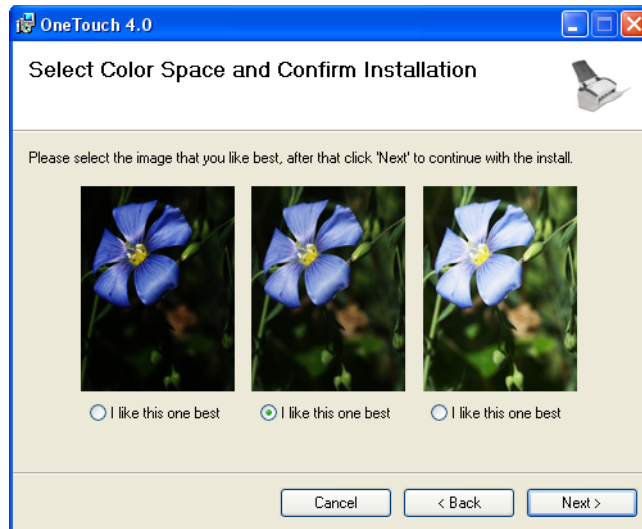 OneTouch 4.0
Select Color Space and Confirm Installation
Please select the image that you like best, after that click 'Next' to continue with the install.
I like this one best I like this one best I like this one best
Cancel < Back Next >